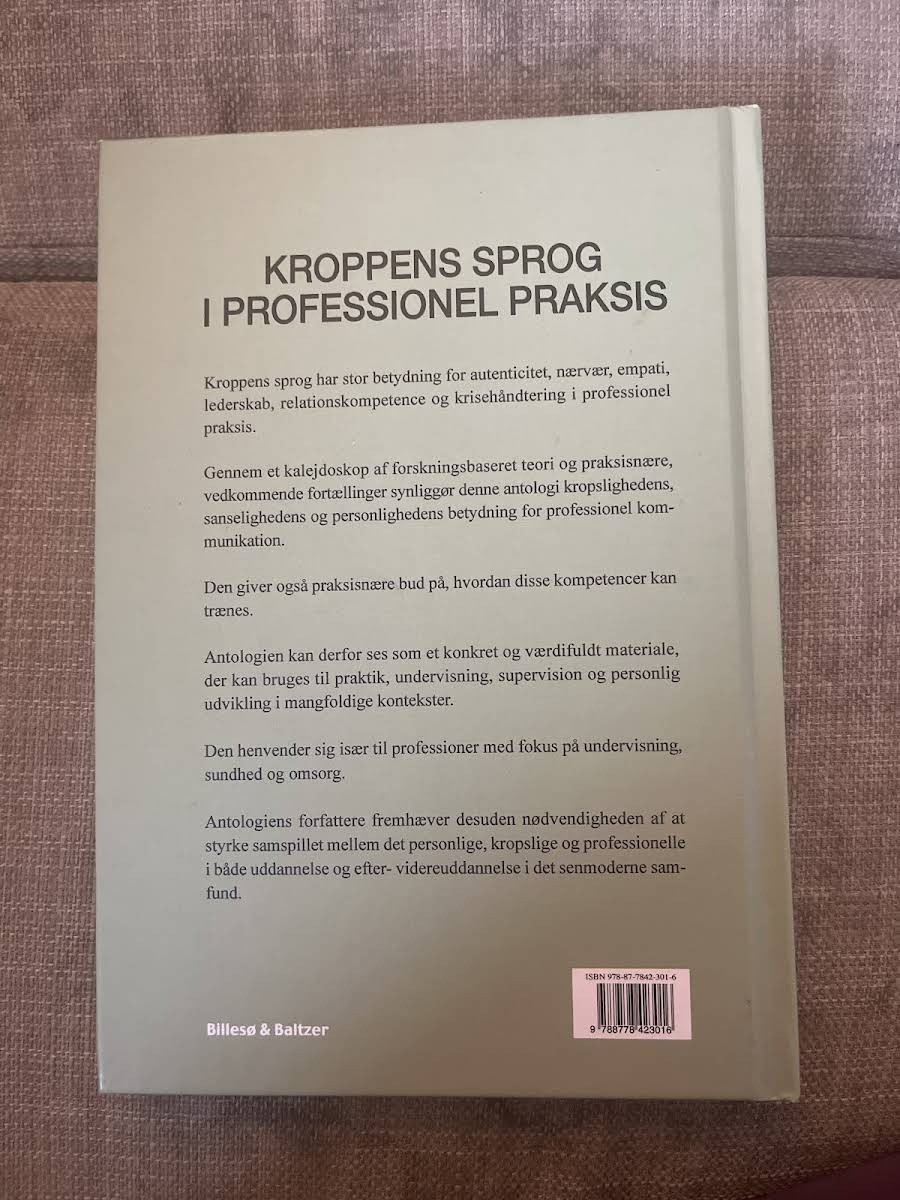 KROPPENS SPROG
I PROFESSIONEL PRAKSIS
Kroppens sprog har stor betydning for autenticitet, nærvær, empati,
lederskab, relationskompetence og krisehåndtering i professionel
praksis.
Gennem et kalejdoskop af forskningsbaseret teori og praksisnære,
vedkommende fortællinger synliggør denne antologi kropslighedens,
sanselighedens og personlighedens betydning for professionel kom-
munikation.
Den giver også praksisnære bud på, hvordan disse kompetencer kan
trænes.
Antologien kan derfor ses som et konkret og værdifuldt materiale,
der kan bruges til praktik, undervisning, supervision og personlig
udvikling i mangfoldige kontekster.
Den henvender sig især til professioner med fokus på undervisning,
sundhed og omsorg.
Antologiens forfattere fremhæver desuden nødvendigheden af at
styrke samspillet mellem det personlige, kropslige og professionelle
i både uddannelse og efter- videreuddannelse i det senmoderne sam-
fund.
ISBN 978-87-7842-301-6
9 788778 423016
Billesø & Baltzer